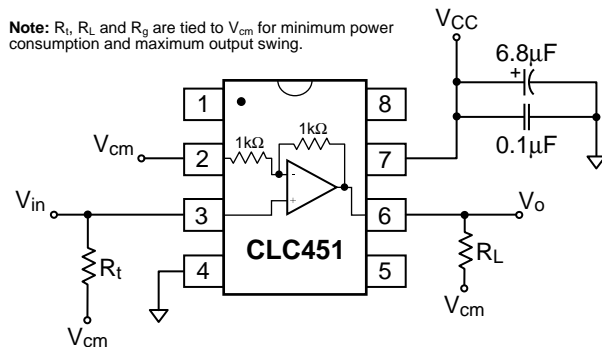 Note: Rt, RL and Rg are tied to Vcm for minimum power
consumption and maximum output swing.
VCC
6.8µF
+
0.1µF
1
8
1kΩ
1kΩ
Vcm
2
7
-
+
Vin
3
6
Vo
CLC451
Rt
4
5
RL
Vcm
Vcm